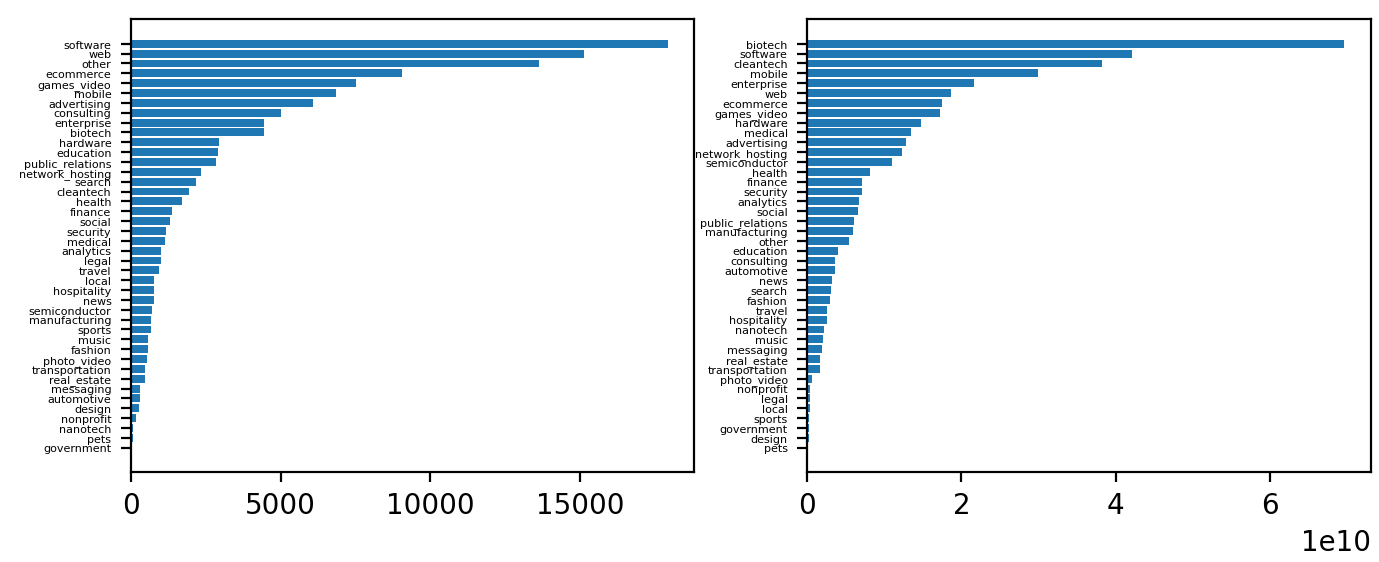 software
web
other
ecommerce
games_video
mobile
advertising
consulting
enterprise
biotech
hardware
education
public_relations
network_hosting
search
cleantech
health
finance
social
security
medical
analytics
legal
travel
local
hospitality
news
semiconductor
manufacturing
sports
music
fashion
photo_video
transportation
real_estate
messaging
automotive
design
nonprofit
nanotech
pets
government
0 5000 10000 15000
biotech
software
cleantech
mobile
enterprise
web
ecommerce
games_video
hardware
medical
advertising
network_hosting
semiconductor
health
finance
security
analytics
social
public_relations
manufacturing
other
education
consulting
automotive
news
search
fashion
travel
hospitality
nanotech
music
messaging
real_estate
transportation
photo_video
nonprofit
legal
local
sports
government
design
pets
0 2 4 6
1e10